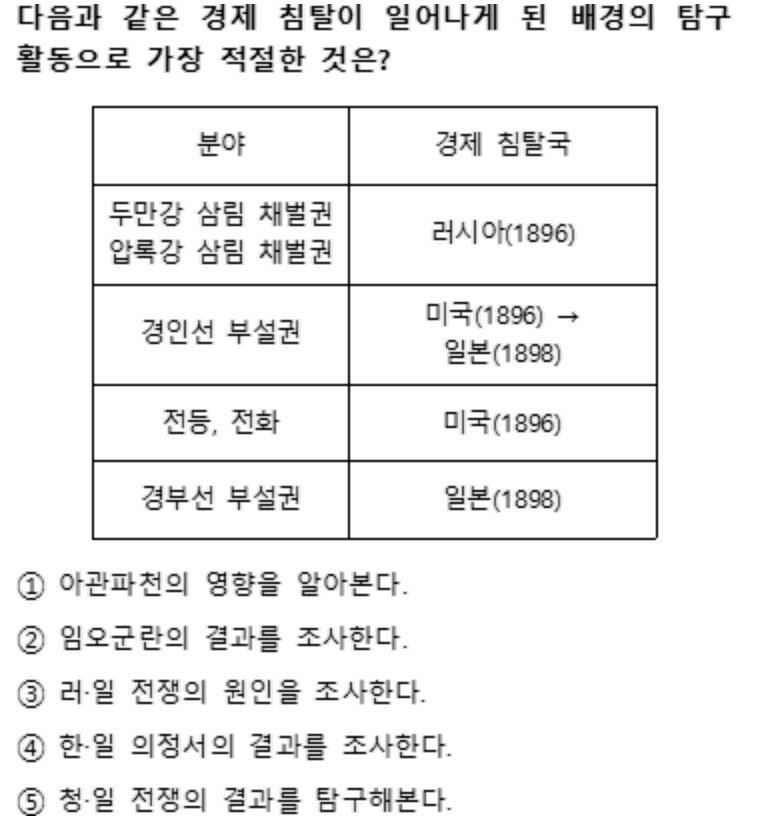 다음과 같은 경제 침탈이 일어나게 된 배경의 탐구
활동으로 가장 적절한 것은?
분야
경제 침탈국
두만강 삼림 채벌권
압록강 삼림 채벌권
러시아(1896)
경인선 부설권
미국(1896) →
일본(1898)
전등, 전화
미국(1896)
경부선 부설권
일본(1898)
① 아관파천의 영향을 알아본다.
② 임오군란의 결과를 조사한다.
③ 러·일 전쟁의 원인을 조사한다.
④ 한·일 의정서의 결과를 조사한다.
⑤ 청·일 전쟁의 결과를 탐구해본다.